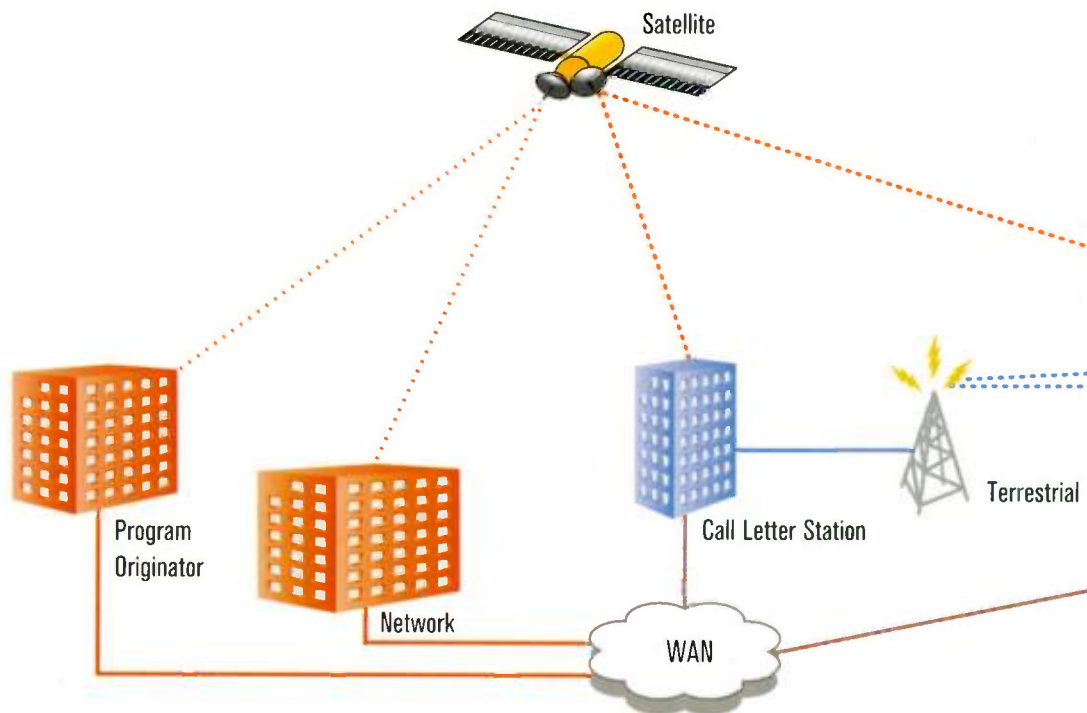 Satellite
Program
Originator
Network
Call Letter Station
Terrestrial
WAN